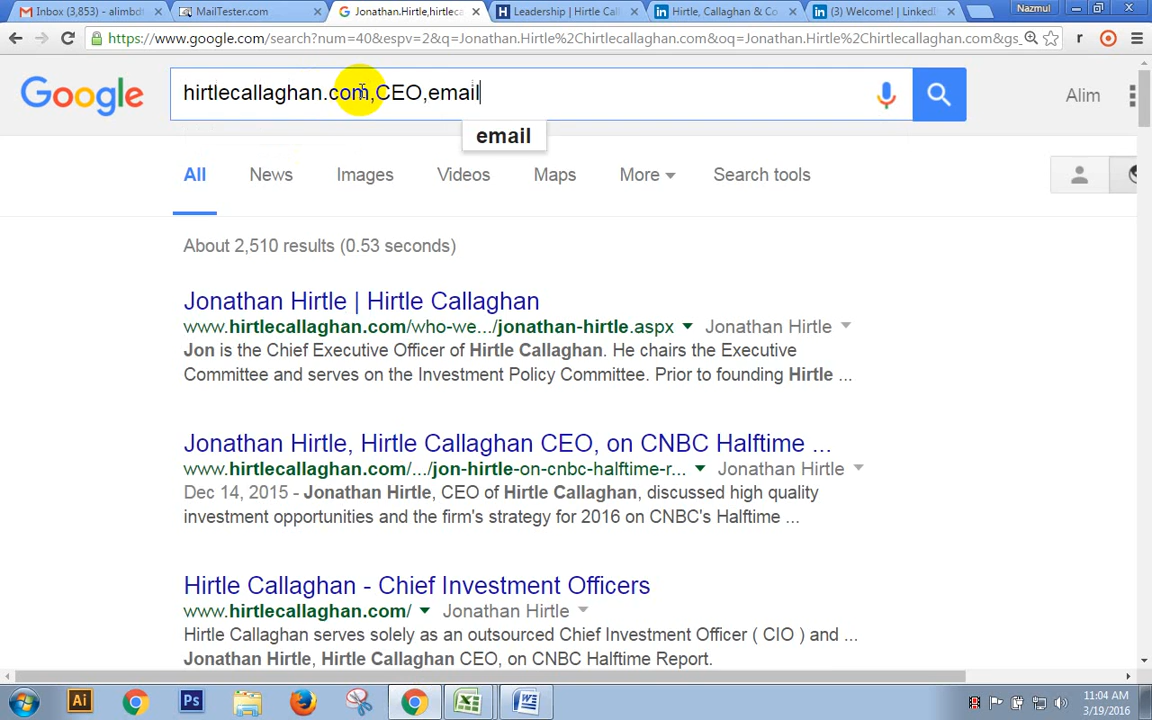 Inbox (3,853) - alimbdf
MailTester.com
Jonathan.Hirtle,hirtleca
Leadership | Hirtle Call
Hirtle, Callaghan & Co
(3) Welcome! | LinkedI
Nazmul
https://www.google.com/search?num=40&espv=2&q=Jonathan.Hirtle%2Chirtlecallaghan.com&oq=Jonathan.Hirtle%2Chirtlecallaghan.com&gs_
Google
hirtlecallaghan.com,CEO,email
Alim
email
All News Images Videos Maps More Search tools
About 2,510 results (0.53 seconds)
Jonathan Hirtle | Hirtle Callaghan
www.hirtlecallaghan.com/who-we.../jonathan-hirtle.aspx Jonathan Hirtle
Jon is the Chief Executive Officer of Hirtle Callaghan. He chairs the Executive
Committee and serves on the Investment Policy Committee. Prior to founding Hirtle ...
Jonathan Hirtle, Hirtle Callaghan CEO, on CNBC Halftime ...
www.hirtlecallaghan.com/.../jon-hirtle-on-cnbc-halftime-r... Jonathan Hirtle
Dec 14, 2015 - Jonathan Hirtle, CEO of Hirtle Callaghan, discussed high quality
investment opportunities and the firm's strategy for 2016 on CNBC's Halftime ...
Hirtle Callaghan - Chief Investment Officers
www.hirtlecallaghan.com/ Jonathan Hirtle
Hirtle Callaghan serves solely as an outsourced Chief Investment Officer ( CIO ) and ...
Jonathan Hirtle, Hirtle Callaghan CEO, on CNBC Halftime Report.
Ai
Ps
11:04 AM
3/19/2016